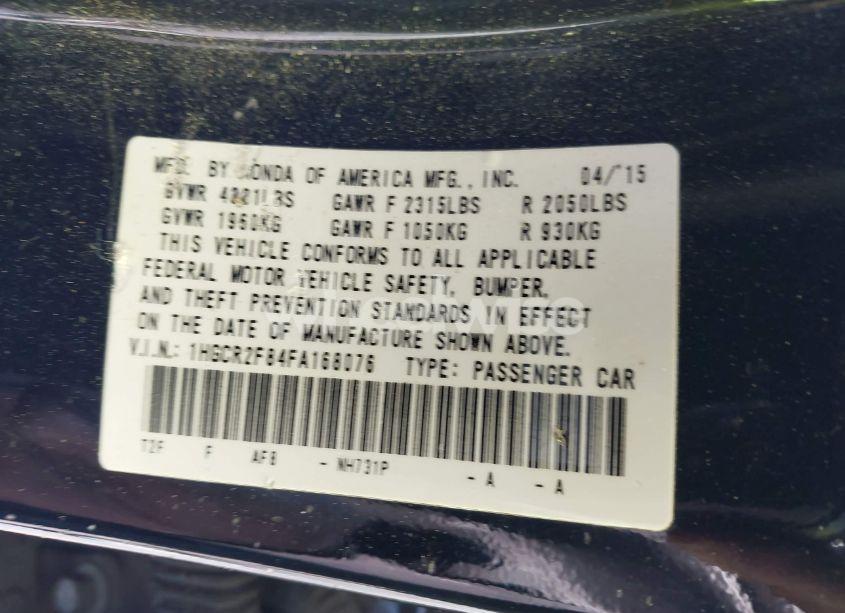 MFD. BY HONDA OF AMERICA MFG., INC. 04/15
GVWR 4321LBS GAWR F 2315LBS R 2050LBS
GVWR 1960KG GAWR F 1050KG R 930KG
THIS VEHICLE CONFORMS TO ALL APPLICABLE
FEDERAL MOTOR VEHICLE SAFETY, BUMPER,
AND THEFT PREVENTION STANDARDS IN EFFECT
ON THE DATE OF MANUFACTURE SHOWN ABOVE.
V.I.N.: 1HGCR2F84FA168076 TYPE: PASSENGER CAR
T2F F AF8 - NH731P - A - A